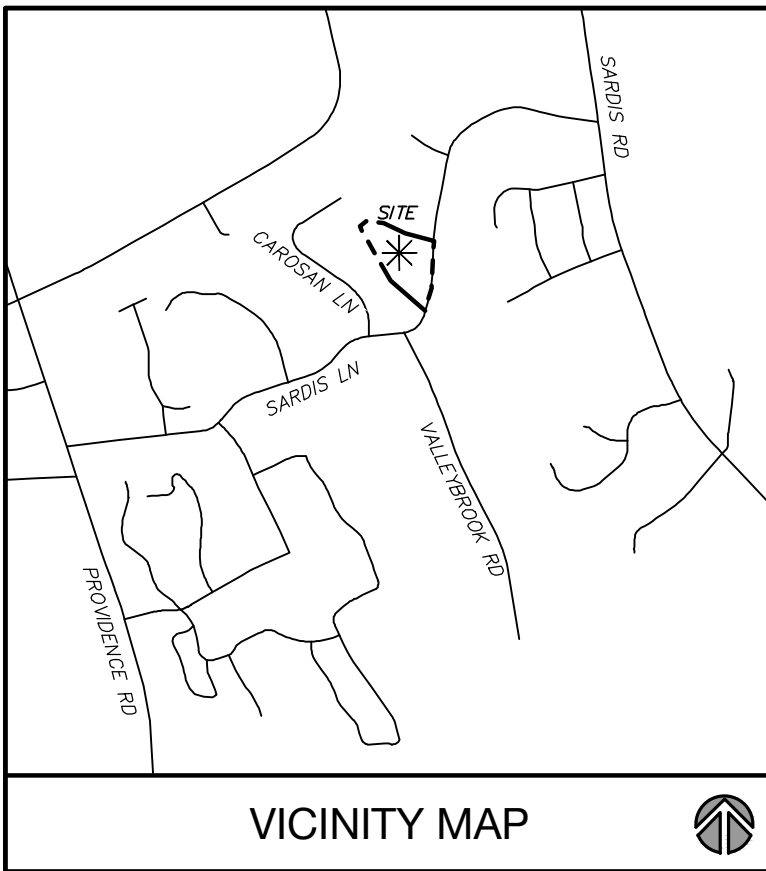 SARDIS RD
SITE
CAROSAN LN
SARDIS LN
VALLEYBROOK RD
PROVIDENCE RD
VICINITY MAP